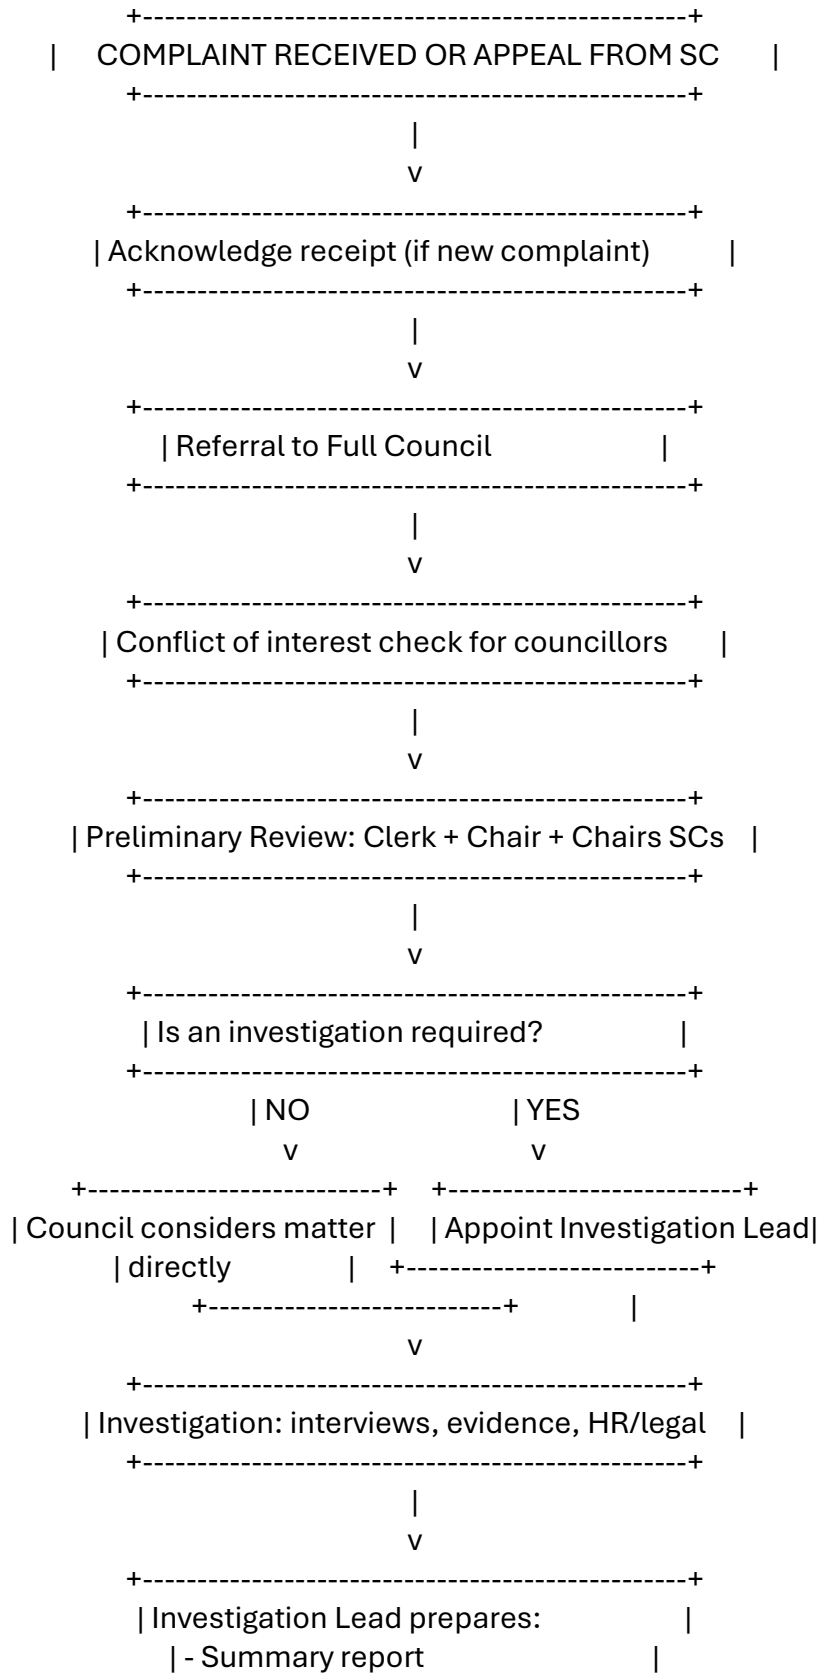 +--------------------------------------------------+
| COMPLAINT RECEIVED OR APPEAL FROM SC |
+--------------------------------------------------+
|
v
+--------------------------------------------------+
| Acknowledge receipt (if new complaint) |
+--------------------------------------------------+
|
v
+--------------------------------------------------+
| Referral to Full Council |
+--------------------------------------------------+
|
v
+--------------------------------------------------+
| Conflict of interest check for councillors |
+--------------------------------------------------+
|
v
+--------------------------------------------------+
| Preliminary Review: Clerk + Chair + Chairs SCs |
+--------------------------------------------------+
|
v
+--------------------------------------------------+
| Is an investigation required? |
+--------------------------------------------------+
| NO | YES
v v
+----------------------------+ +---------------------------+
| Council considers matter | | Appoint Investigation Lead|
| directly | +---------------------------+
+---------------------------+ |
v
+--------------------------------------------------+
| Investigation: interviews, evidence, HR/legal |
+--------------------------------------------------+
|
v
+--------------------------------------------------+
| Investigation Lead prepares: |
| - Summary report |